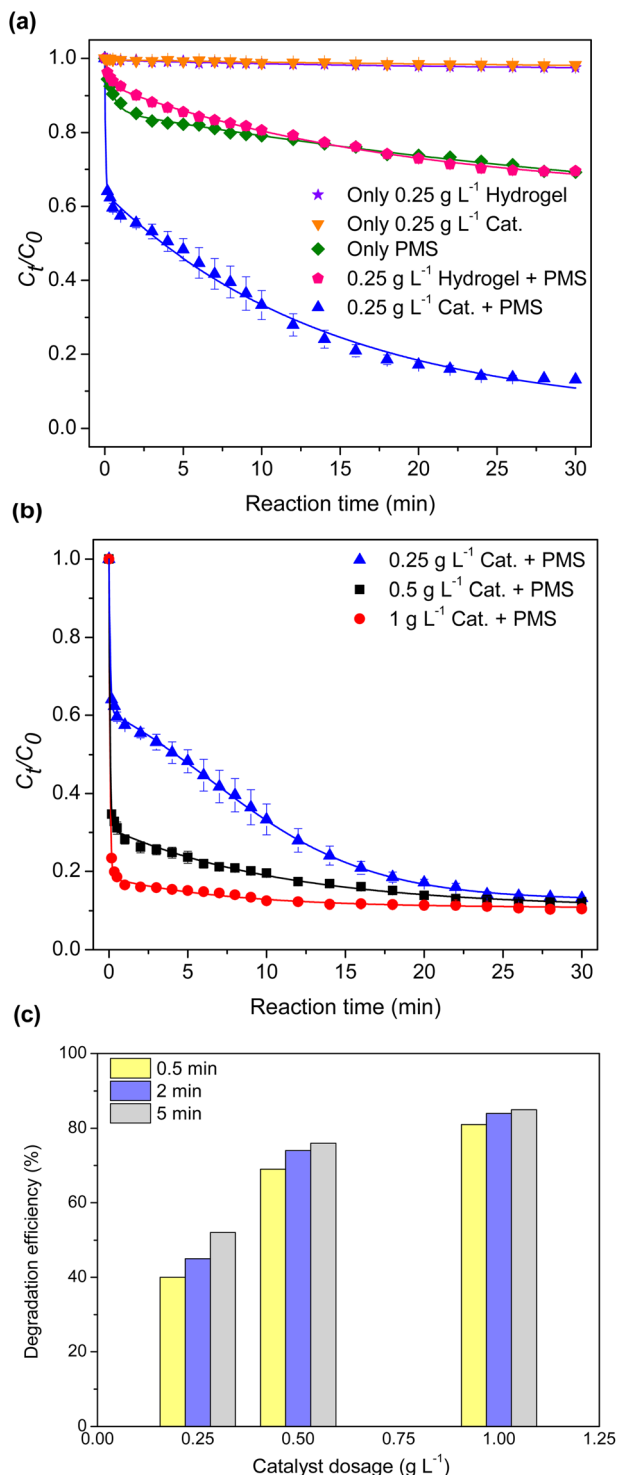 (a)
1.0
0.8
0.6
0.4
0.2
0.0
Cₜ/C₀
Only 0.25 g L⁻¹ Hydrogel
Only 0.25 g L⁻¹ Cat.
Only PMS
0.25 g L⁻¹ Hydrogel + PMS
0.25 g L⁻¹ Cat. + PMS
0 5 10 15 20 25 30
Reaction time (min)
(b)
1.0
0.8
0.6
0.4
0.2
0.0
Cₜ/C₀
0.25 g L⁻¹ Cat. + PMS
0.5 g L⁻¹ Cat. + PMS
1 g L⁻¹ Cat. + PMS
0 5 10 15 20 25 30
Reaction time (min)
(c)
100
80
60
40
20
0
Degradation efficiency (%)
0.5 min
2 min
5 min
0.00 0.25 0.50 0.75 1.00 1.25
Catalyst dosage (g L⁻¹)